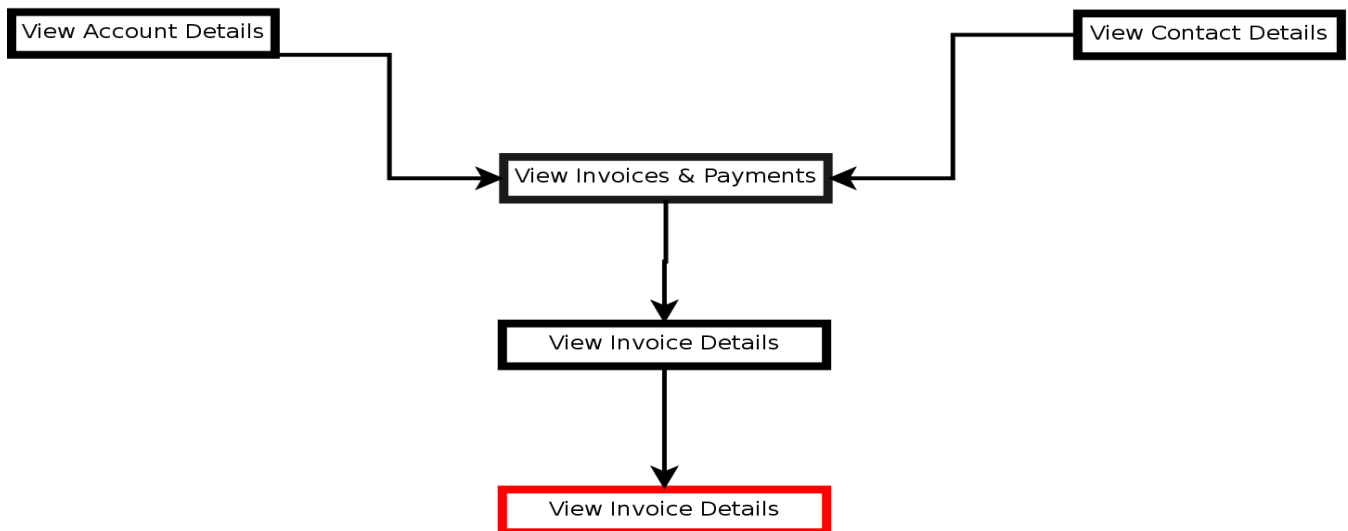 View Account Details
View Contact Details
View Invoices & Payments
View Invoice Details
View Invoice Details